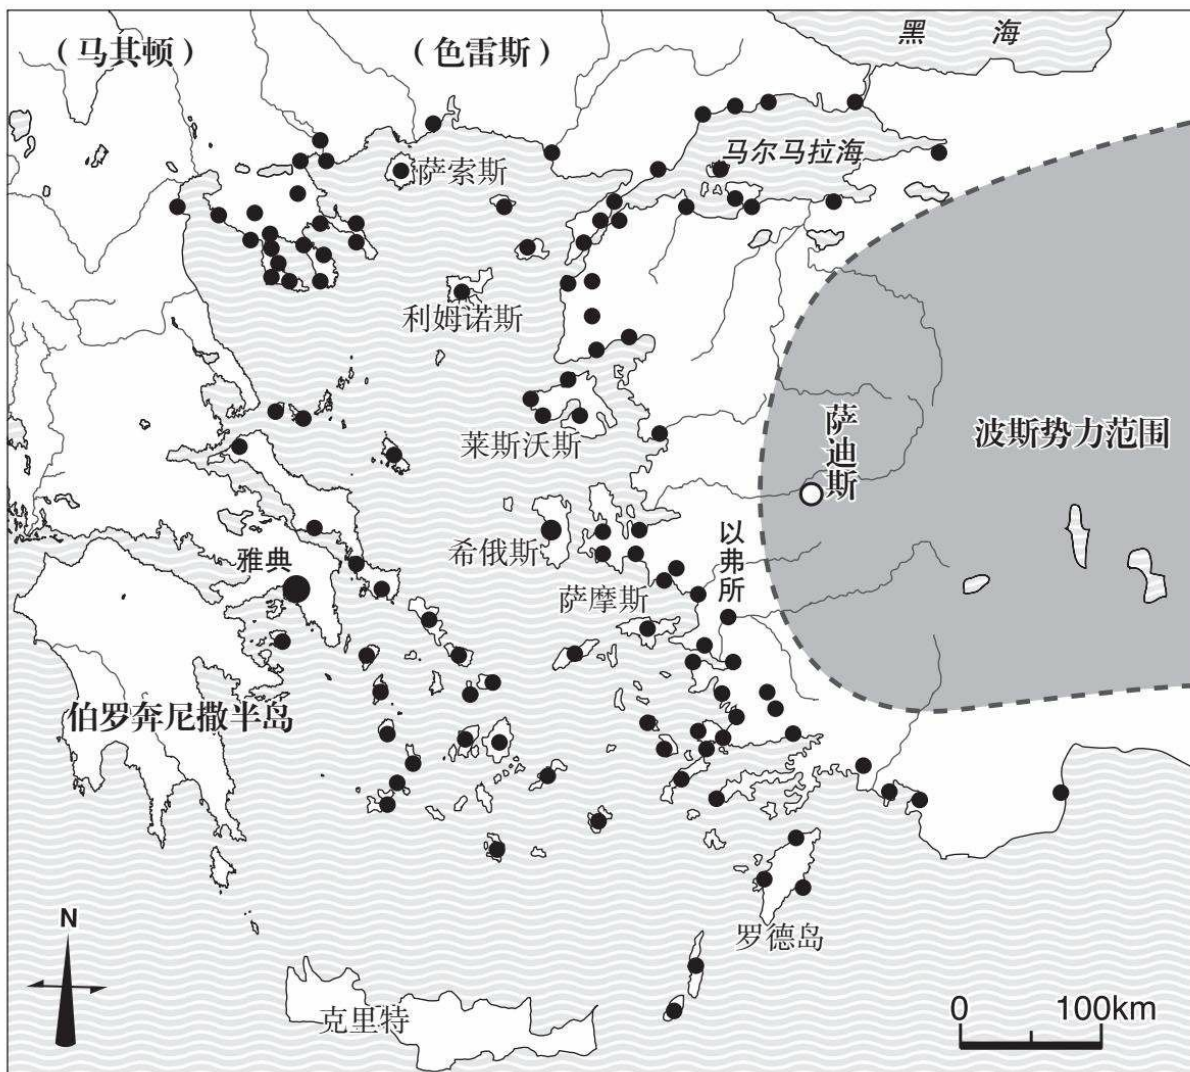 黑 海
(马其顿)
(色雷斯)
马尔马拉海
萨索斯
利姆诺斯
萨迪斯
波斯势力范围
莱斯沃斯
希俄斯
以弗所
雅典
萨摩斯
伯罗奔尼撒半岛
罗德岛
N
克里特
0 100km